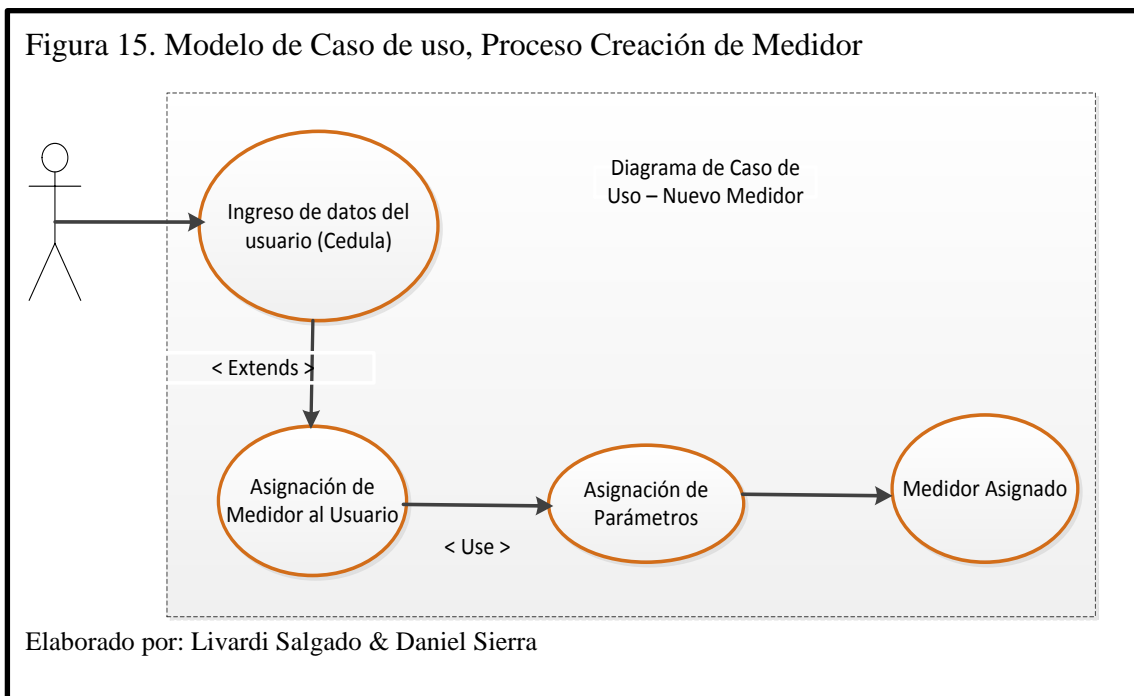 Figura 15. Modelo de Caso de uso, Proceso Creación de Medidor
Diagrama de Caso de
Uso – Nuevo Medidor
Ingreso de datos del
usuario (Cedula)
< Extends >
Asignación de
Medidor al Usuario
< Use >
Asignación de
Parámetros
Medidor Asignado
Elaborado por: Livardi Salgado & Daniel Sierra